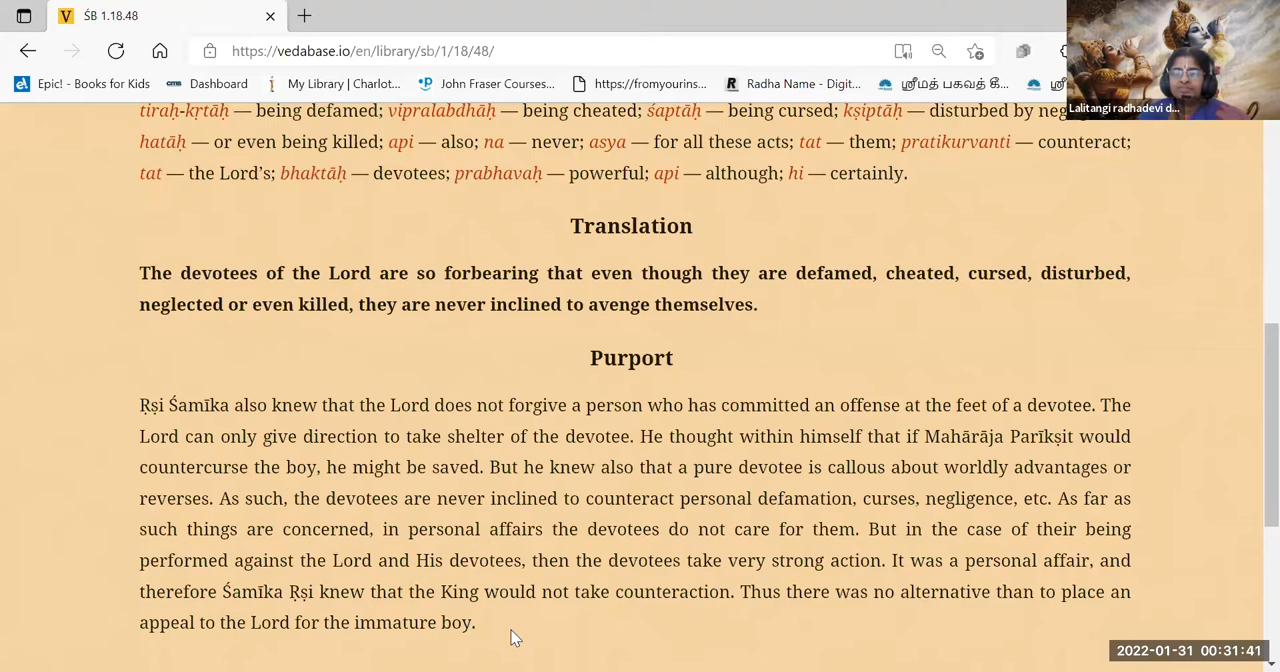 ŚB 1.18.48
https://vedabase.io/en/library/sb/1/18/48/
Epic! - Books for Kids
cms Dashboard
My Library | Charlot...
John Fraser Courses...
https://fromyourins...
R Radha Name - Digit...
ஸ்ரீமத் பகவத் கீ...
ஸ்ரீமத்
Lalitangi radhadevi d...
tiraḥ-kṛtāḥ — being defamed; vipralabdhāḥ — being cheated; śaptāḥ — being cursed; kṣiptāḥ — disturbed by neg
hatāḥ — or even being killed; api — also; na — never; asya — for all these acts; tat — them; pratikurvanti — counteract;
tat — the Lord’s; bhaktāḥ — devotees; prabhavaḥ — powerful; api — although; hi — certainly.
Translation
The devotees of the Lord are so forbearing that even though they are defamed, cheated, cursed, disturbed,
neglected or even killed, they are never inclined to avenge themselves.
Purport
Ṛṣi Śamīka also knew that the Lord does not forgive a person who has committed an offense at the feet of a devotee. The
Lord can only give direction to take shelter of the devotee. He thought within himself that if Mahārāja Parīkṣit would
countercurse the boy, he might be saved. But he knew also that a pure devotee is callous about worldly advantages or
reverses. As such, the devotees are never inclined to counteract personal defamation, curses, negligence, etc. As far as
such things are concerned, in personal affairs the devotees do not care for them. But in the case of their being
performed against the Lord and His devotees, then the devotees take very strong action. It was a personal affair, and
therefore Śamīka Ṛṣi knew that the King would not take counteraction. Thus there was no alternative than to place an
appeal to the Lord for the immature boy.
2022-01-31 00:31:41